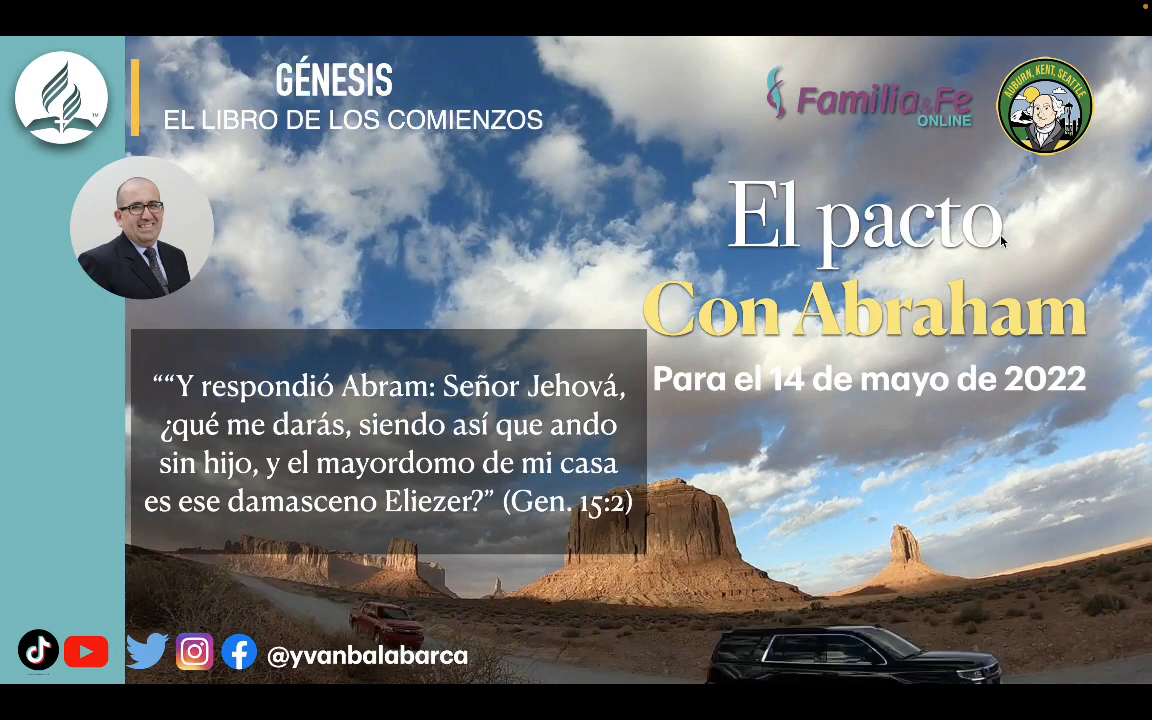 GÉNESIS
EL LIBRO DE LOS COMIENZOS
Familia&Fe
ONLINE
AUBURN, KENT, SEATTLE
El pacto
Con Abraham
Para el 14 de mayo de 2022
““Y respondió Abram: Señor Jehová,
¿qué me darás, siendo así que ando
sin hijo, y el mayordomo de mi casa
es ese damasceno Eliezer?” (Gen. 15:2)
@yvanbalabarca